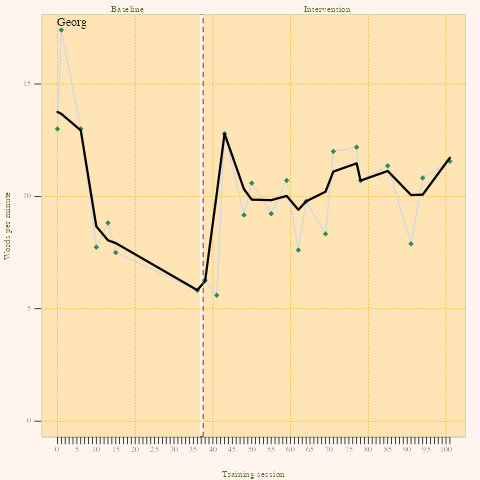 Baseline Intervention
Georg
15
10
5
0
Words per minute
0 5 10 15 20 25 30 35 40 45 50 55 60 65 70 75 80 85 90 95 100
Training session